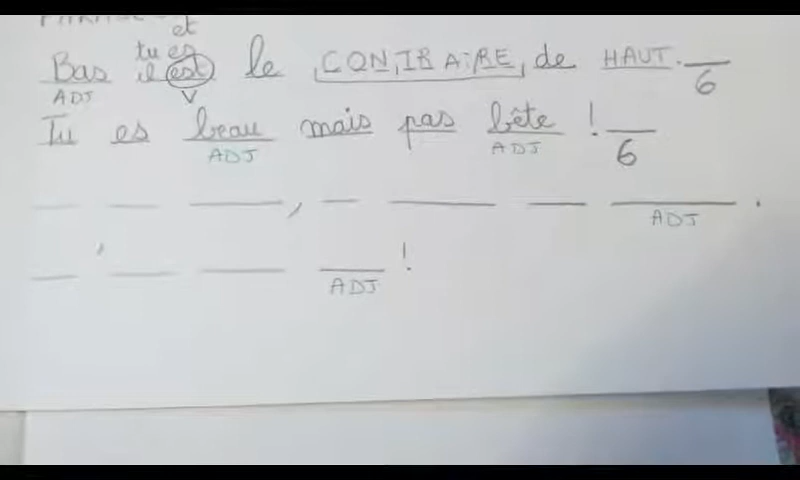 et
tu es
Bas il est le CONTRAIRE, de HAUT. 6
ADJ V
Tu es beau mais pas bête ! 6
ADJ ADJ
, .
ADJ
' !
ADJ